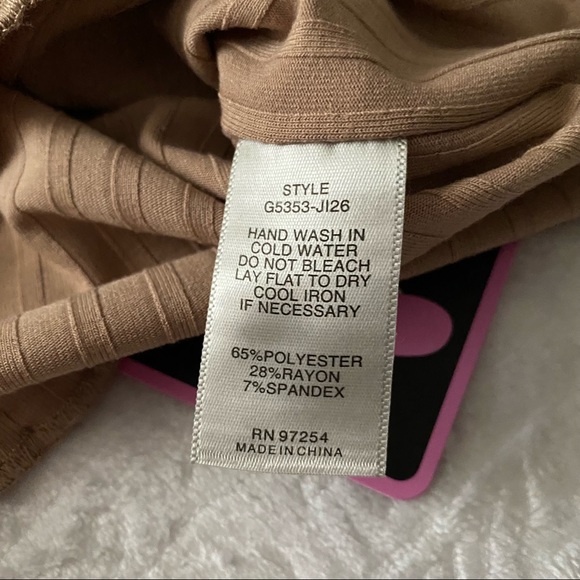 STYLE
G5353-JI26
HAND WASH IN
COLD WATER
DO NOT BLEACH
LAY FLAT TO DRY
COOL IRON
IF NECESSARY
65%POLYESTER
28%RAYON
7%SPANDEX
RN 97254
MADE IN CHINA